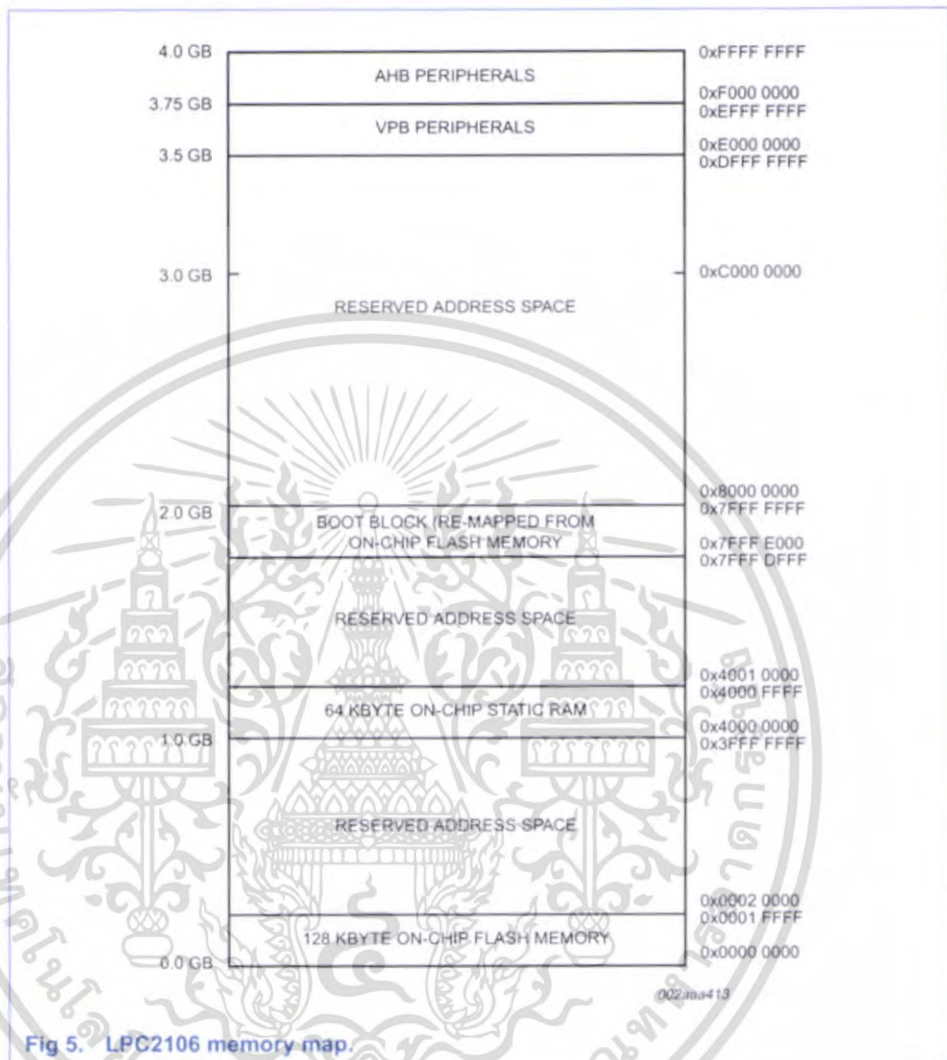 4.0 GB
0xFFFF FFFF
AHB PERIPHERALS
0xF000 0000
3.75 GB
0xEFFF FFFF
VPB PERIPHERALS
0xE000 0000
3.5 GB
0xDFFF FFFF
3.0 GB
0xC000 0000
RESERVED ADDRESS SPACE
0x8000 0000
2.0 GB
0x7FFF FFFF
BOOT BLOCK (RE-MAPPED FROM
ON-CHIP FLASH MEMORY
0x7FFF E000
0x7FFF DFFF
RESERVED ADDRESS SPACE
0x4001 0000
0x4000 FFFF
64 KBYTE ON-CHIP STATIC RAM
0x4000 0000
1.0 GB
0x3FFF FFFF
RESERVED ADDRESS SPACE
0x0002 0000
0x0001 FFFF
128 KBYTE ON-CHIP FLASH MEMORY
0x0000 0000
0.0 GB
002aaa413
Fig 5. LPC2106 memory map.